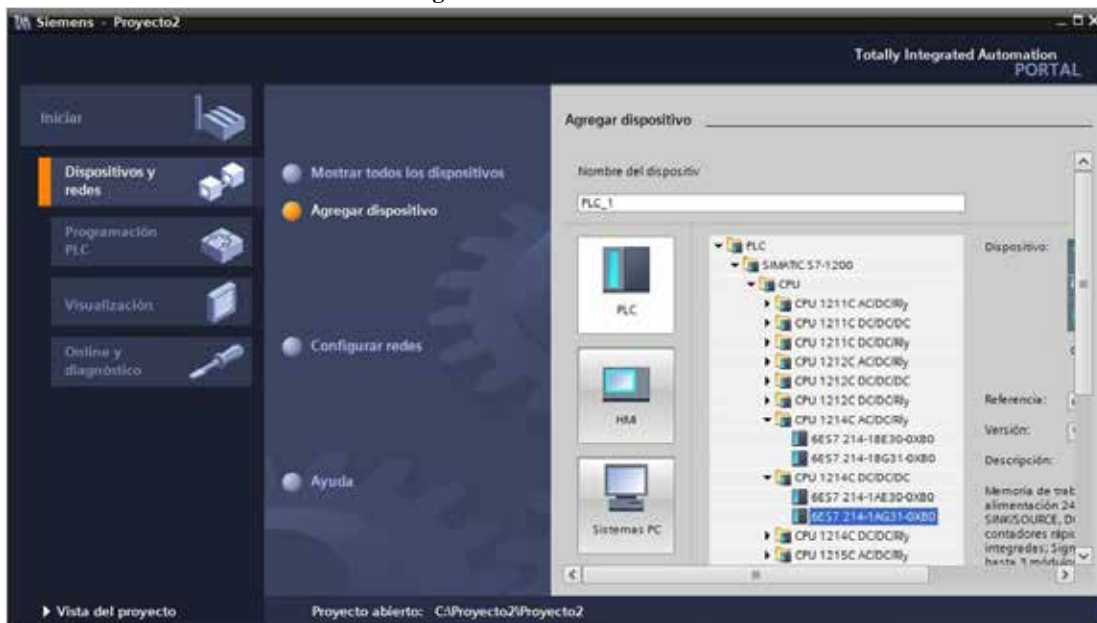 Siemens - Proyecto2
Totally Integrated Automation
PORTAL
Iniciar
Dispositivos y
redes
Programación
PLC
Visualización
Online y
diagnóstico
Mostrar todos los dispositivos
Agregar dispositivo
Configurar redes
Ayuda
Agregar dispositivo
Nombre del dispositiv
PLC_1
PLC
HMI
Sistemas PC
PLC
SIMATIC S7-1200
CPU
CPU 1211C AC/DC/Rly
CPU 1211C DC/DC/DC
CPU 1211C DC/DC/Rly
CPU 1212C AC/DC/Rly
CPU 1212C DC/DC/DC
CPU 1212C DC/DC/Rly
CPU 1214C AC/DC/Rly
6ES7 214-1BE30-0XB0
6ES7 214-1BG31-0XB0
CPU 1214C DC/DC/DC
6ES7 214-1AE30-0XB0
6ES7 214-1AG31-0XB0
CPU 1214C DC/DC/Rly
CPU 1215C AC/DC/Rly
Dispositivo:
Referencia:
Versión:
Descripción:
Memoria de trab
alimentación 24
SINK/SOURCE, D
contadores rápic
integradas; Sign
hasta 3 módulo
Vista del proyecto
Proyecto abierto: C:\Proyecto2\Proyecto2